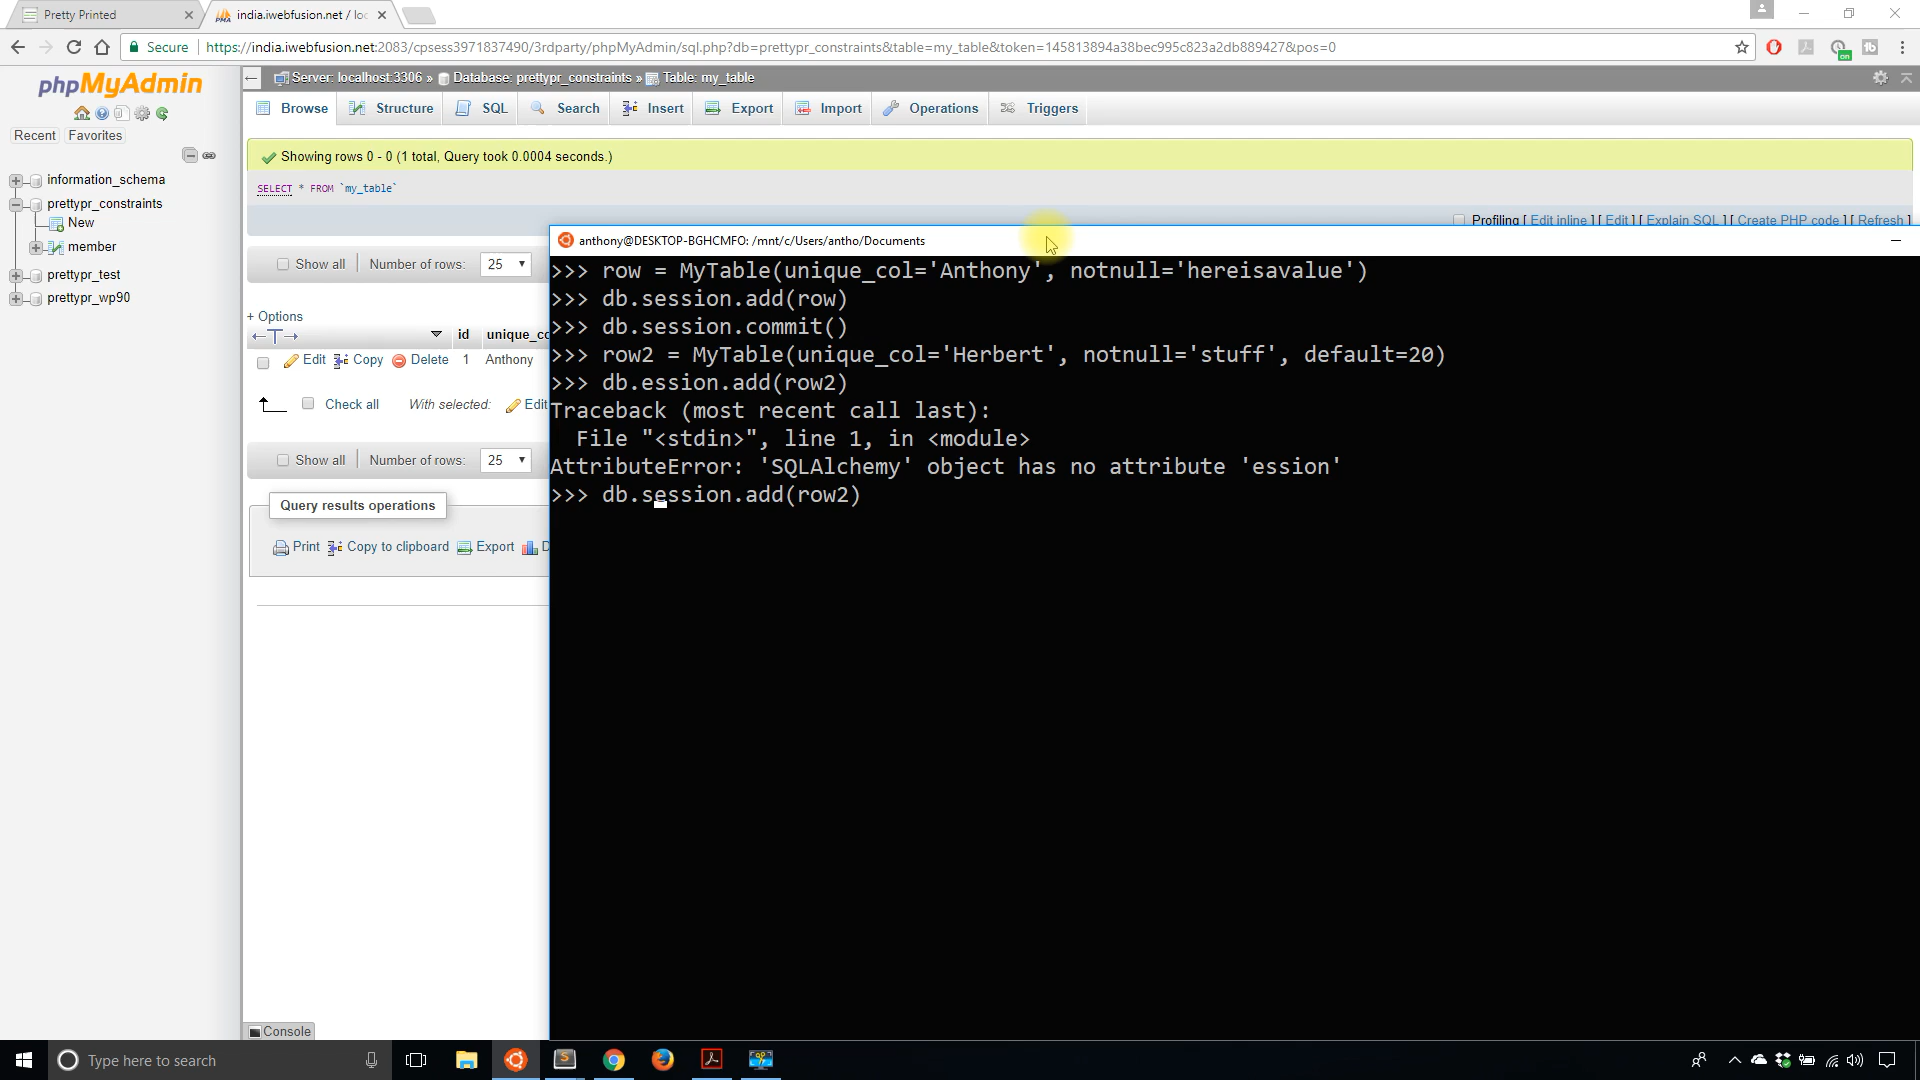 Pretty Printed
india.iwebfusion.net / loc
Secure
https://india.iwebfusion.net:2083/cpsess3971837490/3rdparty/phpMyAdmin/sql.php?db=prettypr_constraints&table=my_table&token=145813894a38bec995c823a2db889427&pos=0
phpMyAdmin
Recent
Favorites
information_schema
prettypr_constraints
New
member
prettypr_test
prettypr_wp90
Server: localhost:3306 » Database: prettypr_constraints » Table: my_table
Browse
Structure
SQL
Search
Insert
Export
Import
Operations
Triggers
Showing rows 0 - 0 (1 total, Query took 0.0004 seconds.)
SELECT * FROM `my_table`
Profiling [ Edit inline ] [ Edit ] [ Explain SQL ] [ Create PHP code ] [ Refresh ]
Show all
Number of rows:
25
+ Options
id
unique_co
Edit
Copy
Delete
1
Anthony
Check all
With selected:
Edit
Show all
Number of rows:
25
Query results operations
Print
Copy to clipboard
Export
D
Console
anthony@DESKTOP-BGHCMFO: /mnt/c/Users/antho/Documents
>>> row = MyTable(unique_col='Anthony', notnull='hereisavalue')
>>> db.session.add(row)
>>> db.session.commit()
>>> row2 = MyTable(unique_col='Herbert', notnull='stuff', default=20)
>>> db.ession.add(row2)
Traceback (most recent call last):
File "<stdin>", line 1, in <module>
AttributeError: 'SQLAlchemy' object has no attribute 'ession'
>>> db.session.add(row2)
Type here to search